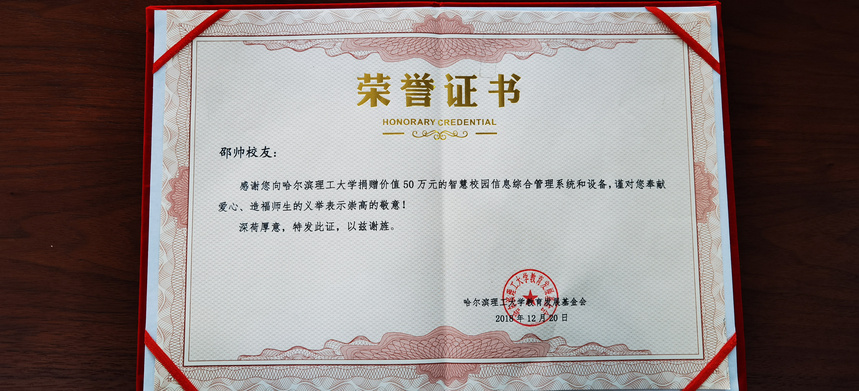 荣誉证书
HONORARY CREDENTIAL
邵帅校友：
感谢您向哈尔滨理工大学捐赠价值50万元的智慧校园信息综合管理系统和设备，谨对您奉献
爱心、造福师生的义举表示崇高的敬意！
深荷厚意，特发此证，以兹谢旌。
哈尔滨理工大学教育发展基金会
2018年12月20日